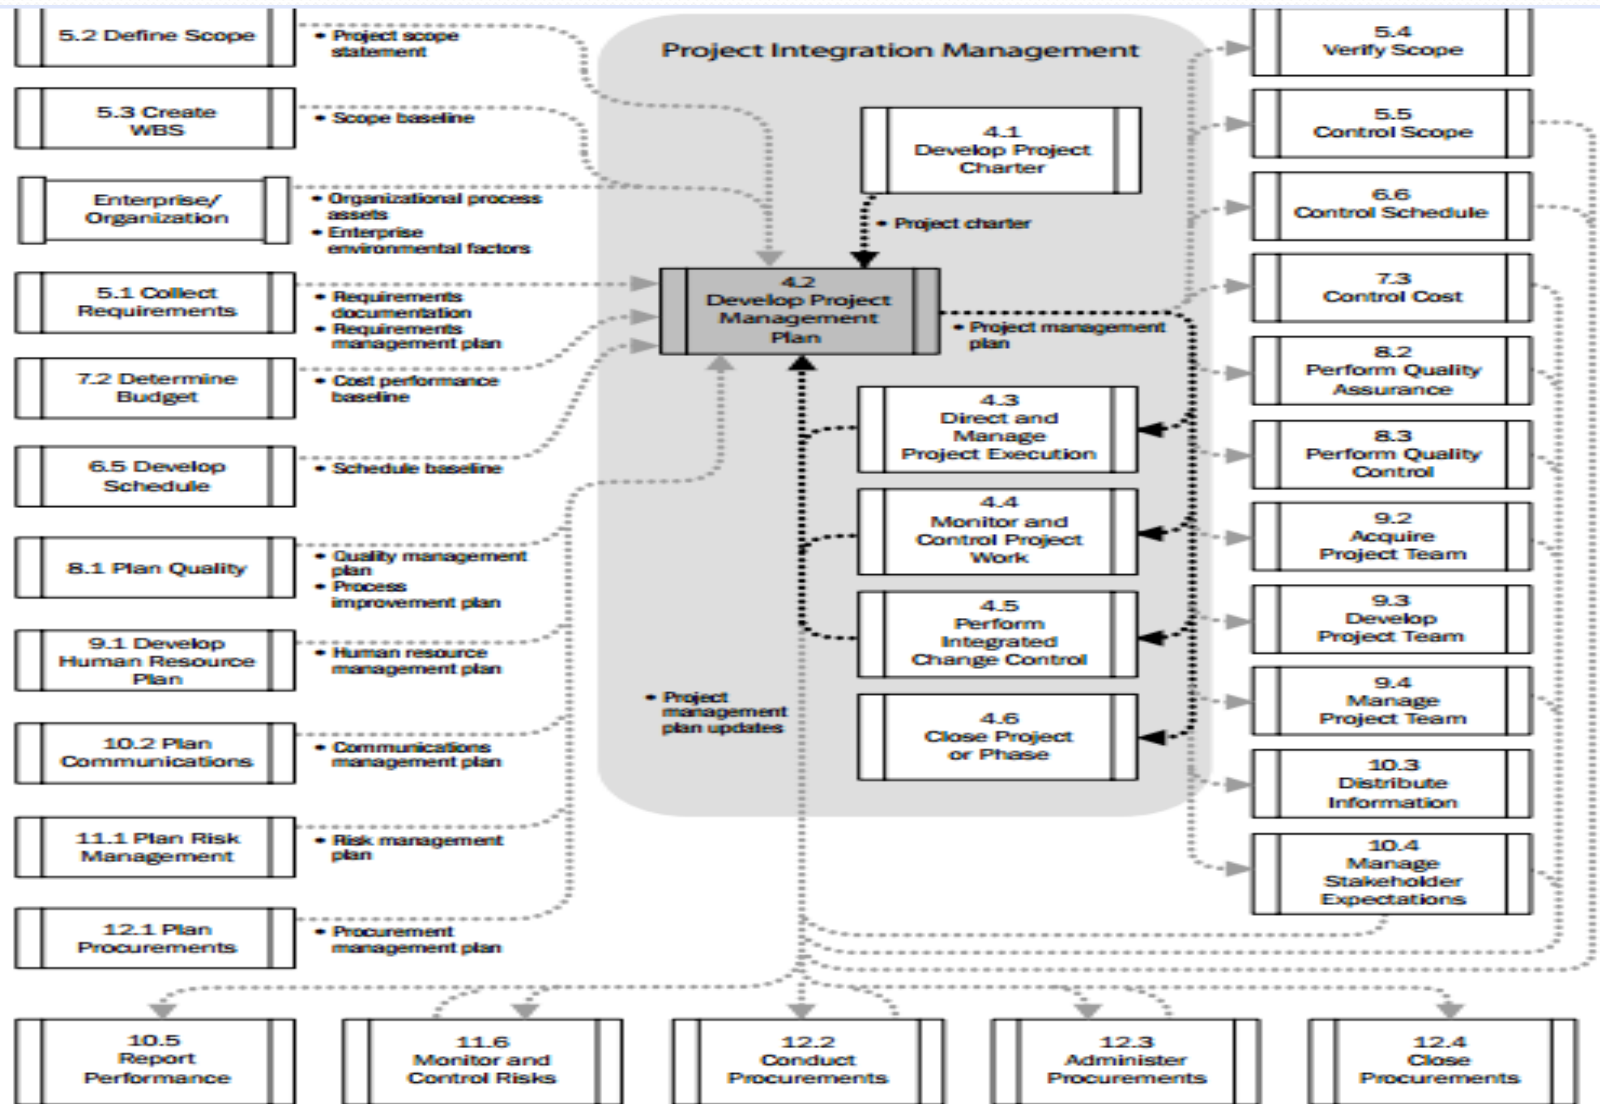 5.2 Define Scope
• Project scope
statement
5.3 Create
WBS
• Scope baseline
Enterprise/
Organization
• Organizational process
assets
• Enterprise
environmental factors
5.1 Collect
Requirements
• Requirements
documentation
• Requirements
management plan
7.2 Determine
Budget
• Cost performance
baseline
6.5 Develop
Schedule
• Schedule baseline
8.1 Plan Quality
• Quality management
plan
• Process
improvement plan
9.1 Develop
Human Resource
Plan
• Human resource
management plan
10.2 Plan
Communications
• Communications
management plan
11.1 Plan Risk
Management
• Risk management
plan
12.1 Plan
Procurements
• Procurement
management plan
Project Integration Management
4.1
Develop Project
Charter
• Project charter
4.2
Develop Project
Management
Plan
• Project management
plan
4.3
Direct and
Manage
Project Execution
4.4
Monitor and
Control Project
Work
4.5
Perform
Integrated
Change Control
• Project
management
plan updates
4.6
Close Project
or Phase
5.4
Verify Scope
5.5
Control Scope
6.6
Control Schedule
7.3
Control Cost
8.2
Perform Quality
Assurance
8.3
Perform Quality
Control
9.2
Acquire
Project Team
9.3
Develop
Project Team
9.4
Manage
Project Team
10.3
Distribute
Information
10.4
Manage
Stakeholder
Expectations
10.5
Report
Performance
11.6
Monitor and
Control Risks
12.2
Conduct
Procurements
12.3
Administer
Procurements
12.4
Close
Procurements